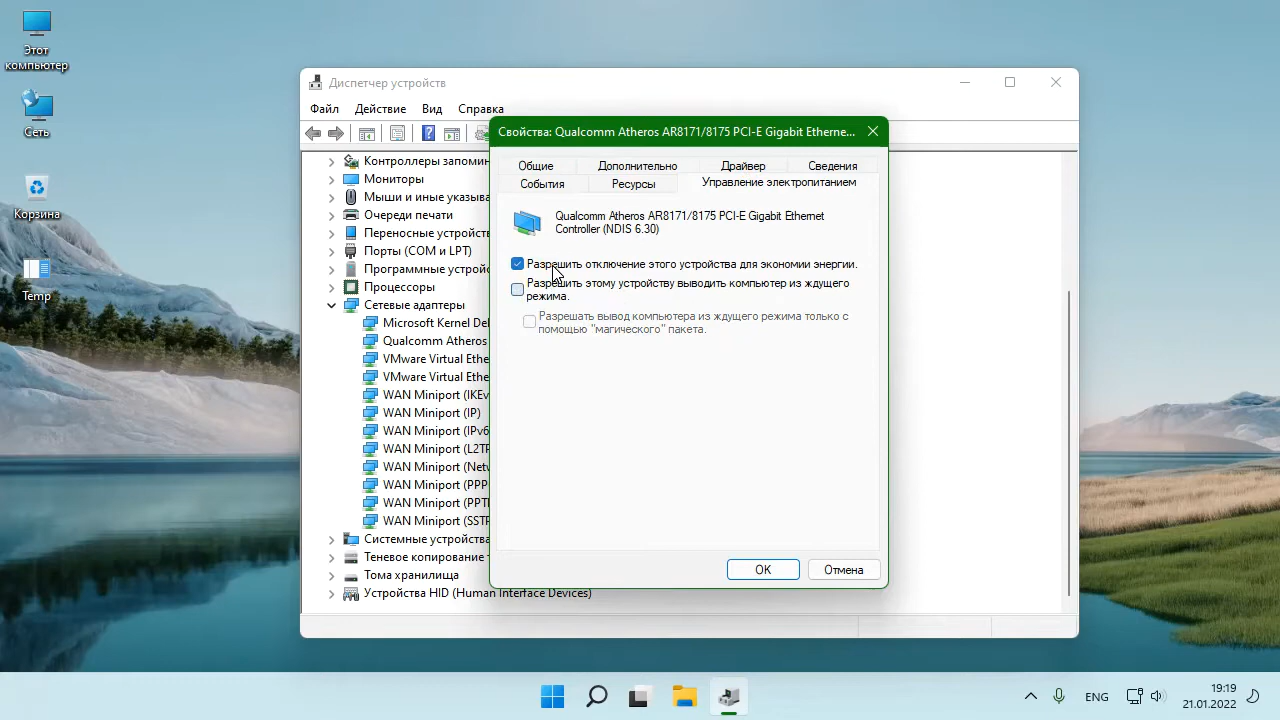 Этот
компьютер
Сеть
Корзина
Temp
Диспетчер устройств
Файл Действие Вид Справка
Контроллеры запомин
Мониторы
Мыши и иные указыва
Очереди печати
Переносные устройств
Порты (COM и LPT)
Программные устройс
Процессоры
Сетевые адаптеры
Microsoft Kernel De
Qualcomm Atheros
VMware Virtual Ethe
VMware Virtual Ethe
WAN Miniport (IKEv
WAN Miniport (IP)
WAN Miniport (IPv6
WAN Miniport (L2TP
WAN Miniport (Netw
WAN Miniport (PPP
WAN Miniport (PPTP
WAN Miniport (SSTP
Системные устройства
Теневое копирование т
Тома хранилища
Устройства HID (Human Interface Devices)
Свойства: Qualcomm Atheros AR8171/8175 PCI-E Gigabit Etherne...
Общие Дополнительно Драйвер Сведения
События Ресурсы Управление электропитанием
Qualcomm Atheros AR8171/8175 PCI-E Gigabit Ethernet
Controller (NDIS 6.30)
Разрешить отключение этого устройства для экономии энергии.
Разрешить этому устройству выводить компьютер из ждущего
режима.
Разрешать вывод компьютера из ждущего режима только с
помощью "магического" пакета.
OK Отмена
ENG
19:19
21.01.2022